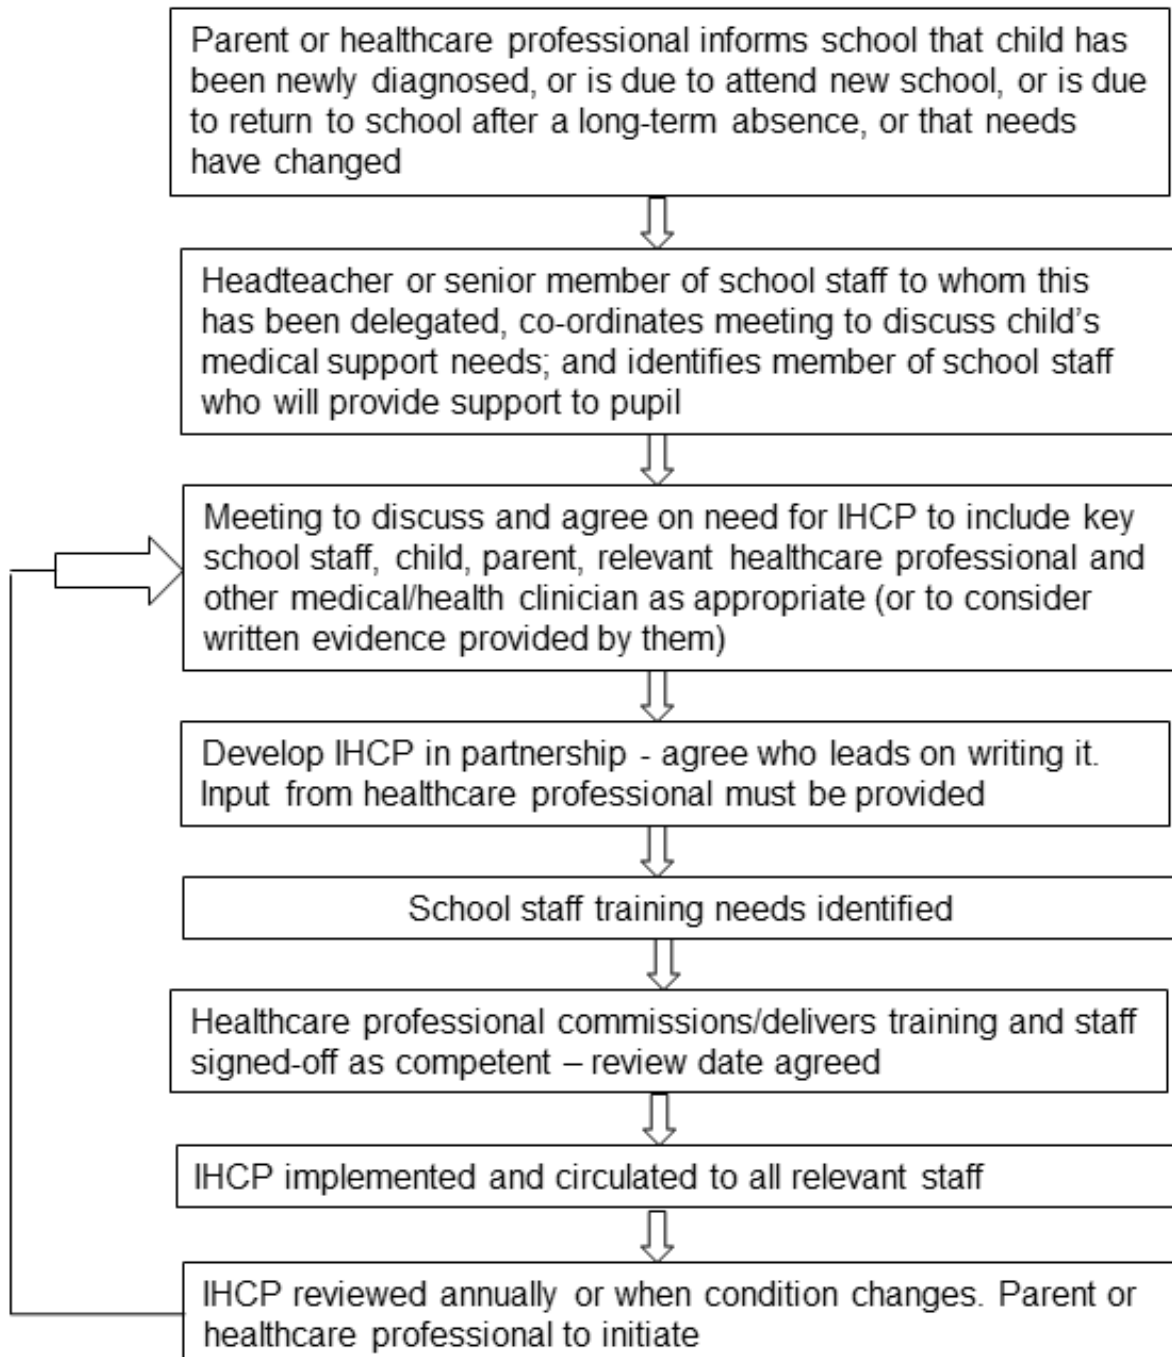 Parent or healthcare professional informs school that child has
been newly diagnosed, or is due to attend new school, or is due
to return to school after a long-term absence, or that needs
have changed
Headteacher or senior member of school staff to whom this
has been delegated, co-ordinates meeting to discuss child's
medical support needs; and identifies member of school staff
who will provide support to pupil
Meeting to discuss and agree on need for IHCP to include key
school staff, child, parent, relevant healthcare professional and
other medical/health clinician as appropriate (or to consider
written evidence provided by them)
Develop IHCP in partnership - agree who leads on writing it.
Input from healthcare professional must be provided
School staff training needs identified
Healthcare professional commissions/delivers training and staff
signed-off as competent – review date agreed
IHCP implemented and circulated to all relevant staff
IHCP reviewed annually or when condition changes. Parent or
healthcare professional to initiate